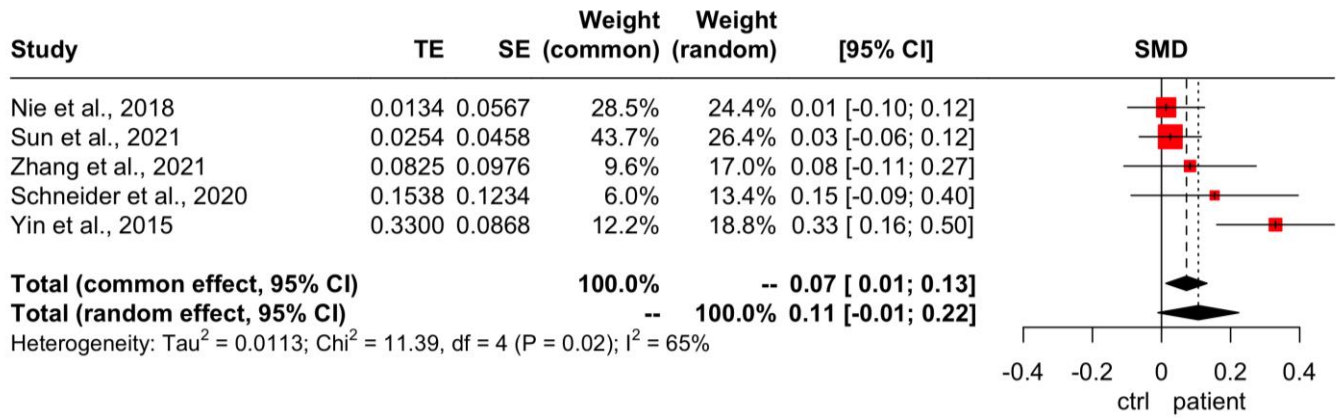 Weight Weight
Study TE SE (common) (random) [95% CI] SMD
Nie et al., 2018 0.0134 0.0567 28.5% 24.4% 0.01 [-0.10; 0.12]
Sun et al., 2021 0.0254 0.0458 43.7% 26.4% 0.03 [-0.06; 0.12]
Zhang et al., 2021 0.0825 0.0976 9.6% 17.0% 0.08 [-0.11; 0.27]
Schneider et al., 2020 0.1538 0.1234 6.0% 13.4% 0.15 [-0.09; 0.40]
Yin et al., 2015 0.3300 0.0868 12.2% 18.8% 0.33 [ 0.16; 0.50]
Total (common effect, 95% CI) 100.0% -- 0.07 [ 0.01; 0.13]
Total (random effect, 95% CI) -- 100.0% 0.11 [-0.01; 0.22]
Heterogeneity: Tau² = 0.0113; Chi² = 11.39, df = 4 (P = 0.02); I² = 65%
-0.4 -0.2 0 0.2 0.4
ctrl patient